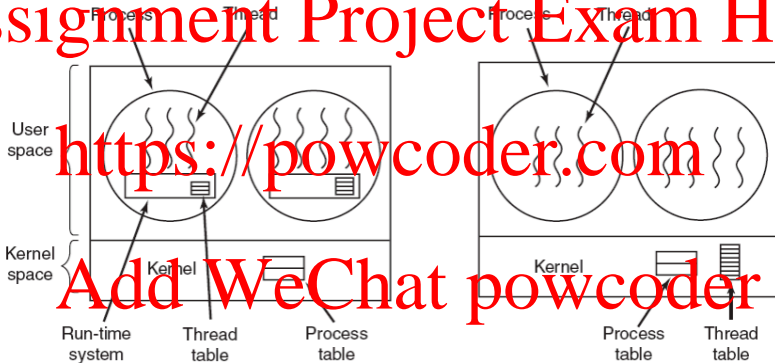 ssignment Project Exam H
Process Thread
Process Thread
User
space
https://powcoder.com
Kernel
space
Kernel
Kernel
Add WeChat powcoder
Run-time
system
Thread
table
Process
table
Process
table
Thread
table